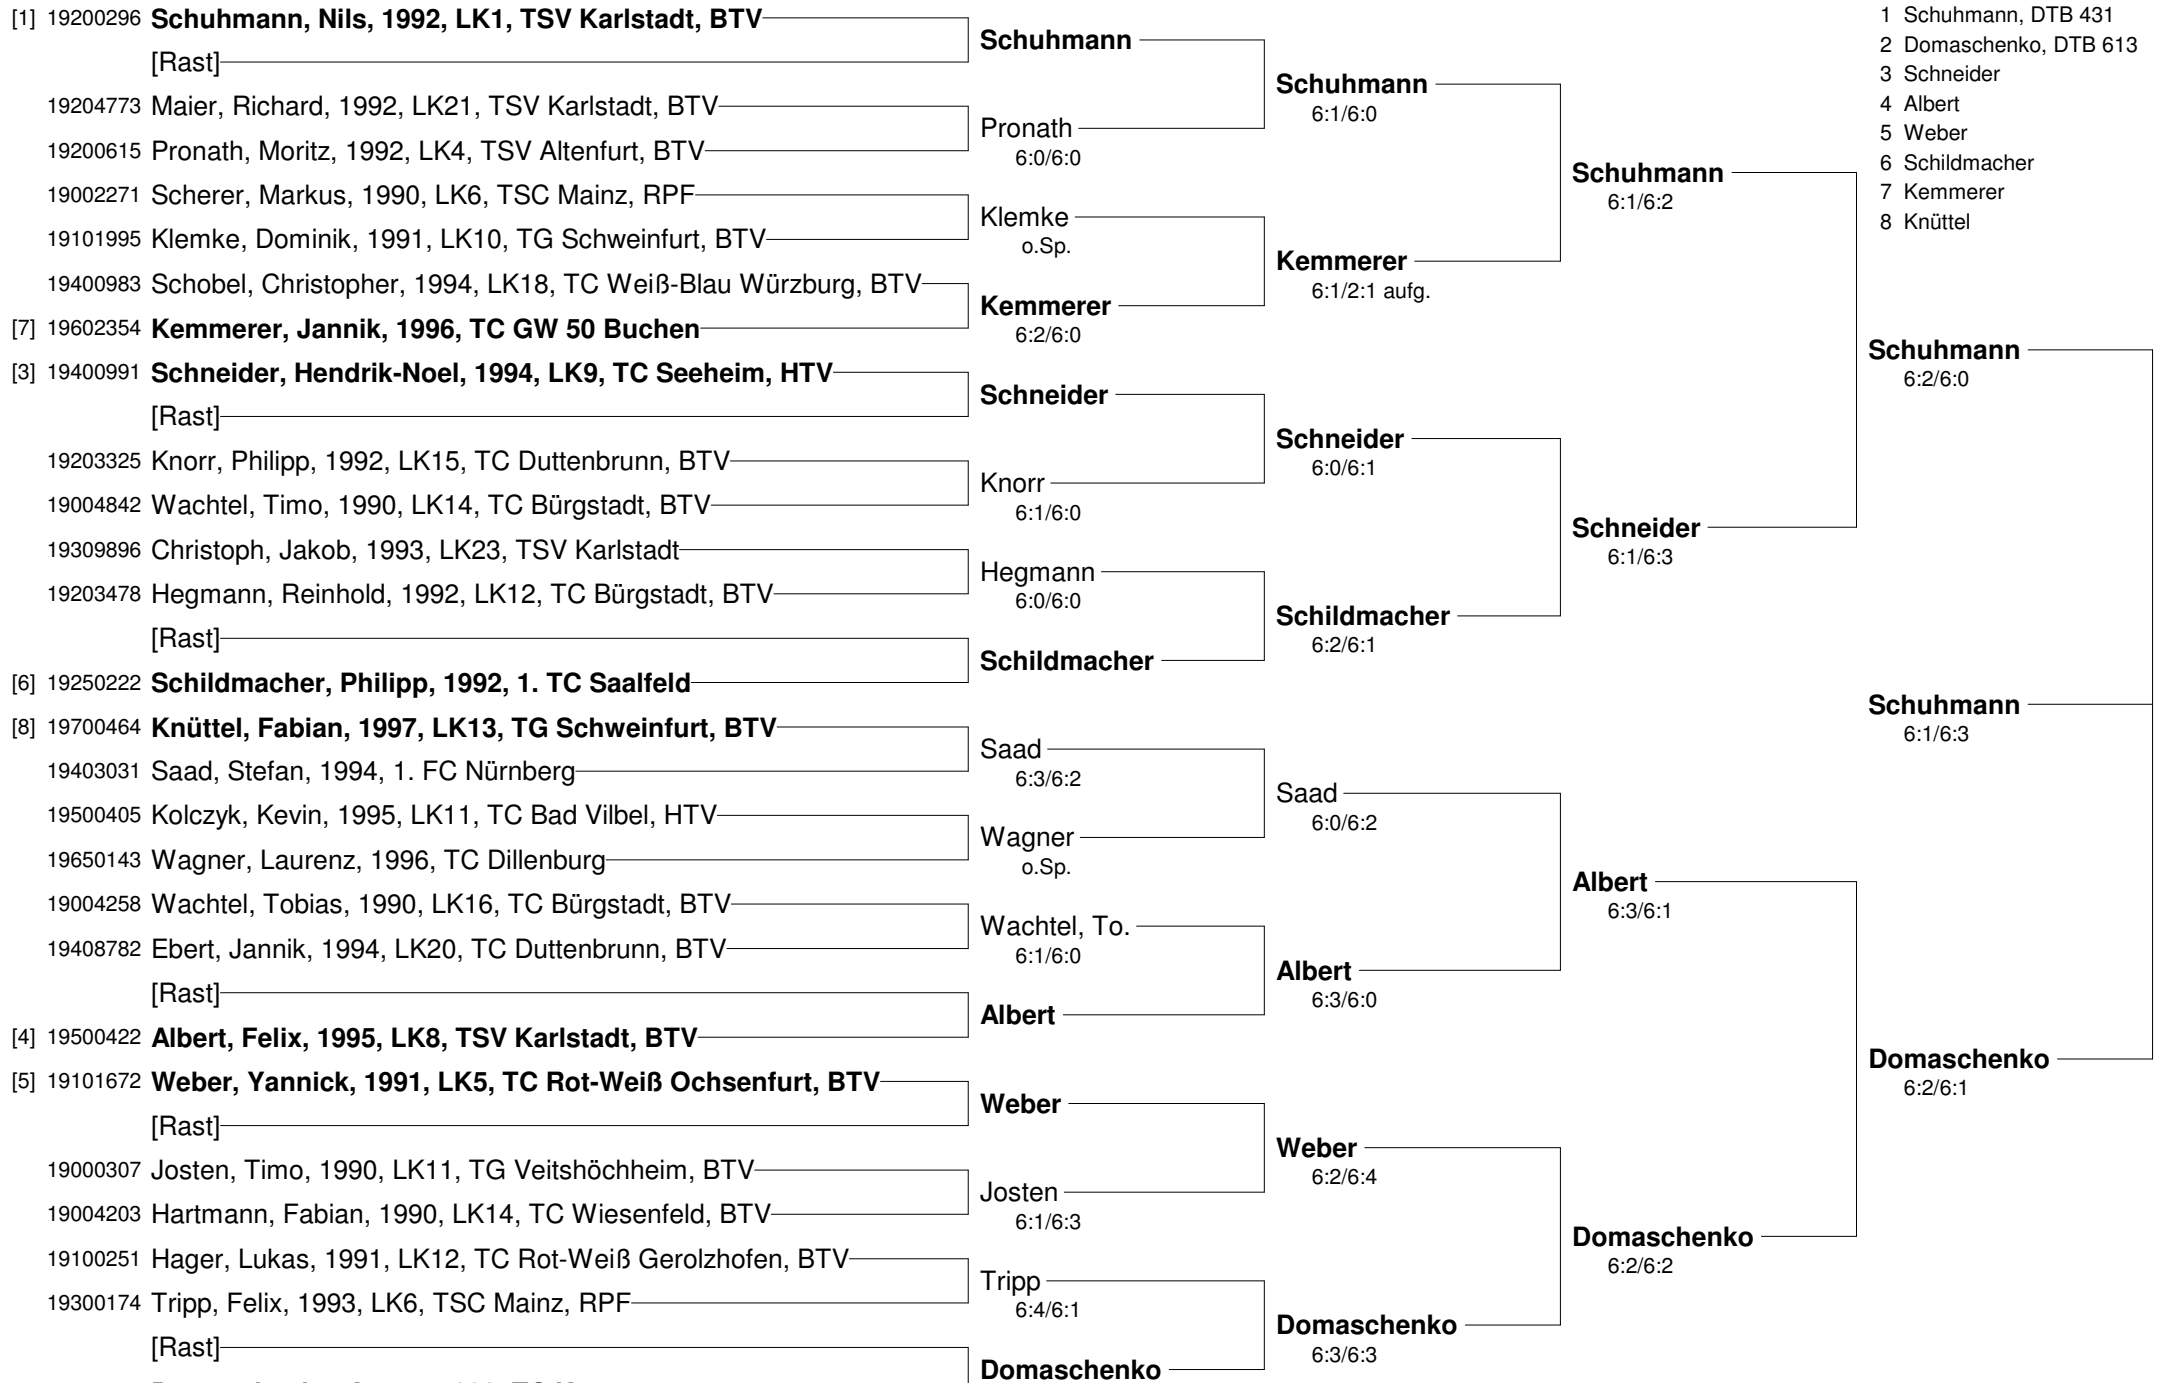 [1] 19200296 Schuhmann, Nils, 1992, LK1, TSV Karlstadt, BTV
[Rast]
19204773 Maier, Richard, 1992, LK21, TSV Karlstadt, BTV
19200615 Pronath, Moritz, 1992, LK4, TSV Altenfurt, BTV
19002271 Scherer, Markus, 1990, LK6, TSC Mainz, RPF
19101995 Klemke, Dominik, 1991, LK10, TG Schweinfurt, BTV
19400983 Schobel, Christopher, 1994, LK18, TC Weiß-Blau Würzburg, BTV
[7] 19602354 Kemmerer, Jannik, 1996, TC GW 50 Buchen
[3] 19400991 Schneider, Hendrik-Noel, 1994, LK9, TC Seeheim, HTV
[Rast]
19203325 Knorr, Philipp, 1992, LK15, TC Duttenbrunn, BTV
19004842 Wachtel, Timo, 1990, LK14, TC Bürgstadt, BTV
19309896 Christoph, Jakob, 1993, LK23, TSV Karlstadt
19203478 Hegmann, Reinhold, 1992, LK12, TC Bürgstadt, BTV
[Rast]
[6] 19250222 Schildmacher, Philipp, 1992, 1. TC Saalfeld
[8] 19700464 Knüttel, Fabian, 1997, LK13, TG Schweinfurt, BTV
19403031 Saad, Stefan, 1994, 1. FC Nürnberg
19500405 Kolczyk, Kevin, 1995, LK11, TC Bad Vilbel, HTV
19650143 Wagner, Laurenz, 1996, TC Dillenburg
19004258 Wachtel, Tobias, 1990, LK16, TC Bürgstadt, BTV
19408782 Ebert, Jannik, 1994, LK20, TC Duttenbrunn, BTV
[Rast]
[4] 19500422 Albert, Felix, 1995, LK8, TSV Karlstadt, BTV
[5] 19101672 Weber, Yannick, 1991, LK5, TC Rot-Weiß Ochsenfurt, BTV
[Rast]
19000307 Josten, Timo, 1990, LK11, TG Veitshöchheim, BTV
19004203 Hartmann, Fabian, 1990, LK14, TC Wiesenfeld, BTV
19100251 Hager, Lukas, 1991, LK12, TC Rot-Weiß Gerolzhofen, BTV
19300174 Tripp, Felix, 1993, LK6, TSC Mainz, RPF
[Rast]
Schuhmann
Pronath
6:0/6:0
Klemke
o.Sp.
Kemmerer
6:2/6:0
Schneider
Knorr
6:1/6:0
Hegmann
6:0/6:0
Schildmacher
Saad
6:3/6:2
Wagner
o.Sp.
Wachtel, To.
6:1/6:0
Albert
Weber
Josten
6:1/6:3
Tripp
6:4/6:1
Domaschenko
Schuhmann
6:1/6:0
Kemmerer
6:1/2:1 aufg.
Schneider
6:0/6:1
Schildmacher
6:2/6:1
Saad
6:0/6:2
Albert
6:3/6:0
Weber
6:2/6:4
Domaschenko
6:3/6:3
Schuhmann
6:1/6:2
Schneider
6:1/6:3
Albert
6:3/6:1
Domaschenko
6:2/6:2
Schuhmann
6:2/6:0
Schuhmann
6:1/6:3
Domaschenko
6:2/6:1
1 Schuhmann, DTB 431
2 Domaschenko, DTB 613
3 Schneider
4 Albert
5 Weber
6 Schildmacher
7 Kemmerer
8 Knüttel